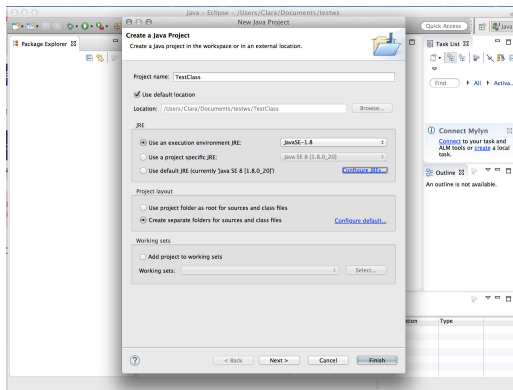 Java - Eclipse - /Users/Clara/Documents/testws
New Java Project
Quick Access
Java
Package Explorer
Create a Java Project
Create a Java project in the workspace or in an external location.
Project name: TestClass
Use default location
Location: /Users/Clara/Documents/testws/TestClass
Browse...
JRE
Use an execution environment JRE:
JavaSE-1.8
Use a project specific JRE:
Java SE 8 [1.8.0_20]
Use default JRE (currently 'Java SE 8 [1.8.0_20]')
Configure JREs...
Project layout
Use project folder as root for sources and class files
Create separate folders for sources and class files
Configure default...
Working sets
Add project to working sets
Working sets:
Select...
?
< Back
Next >
Cancel
Finish
Task List
Find
All
Activa...
Connect Mylyn
Connect to your task and
ALM tools or create a local
task.
Outline
An outline is not available.
ation
Type